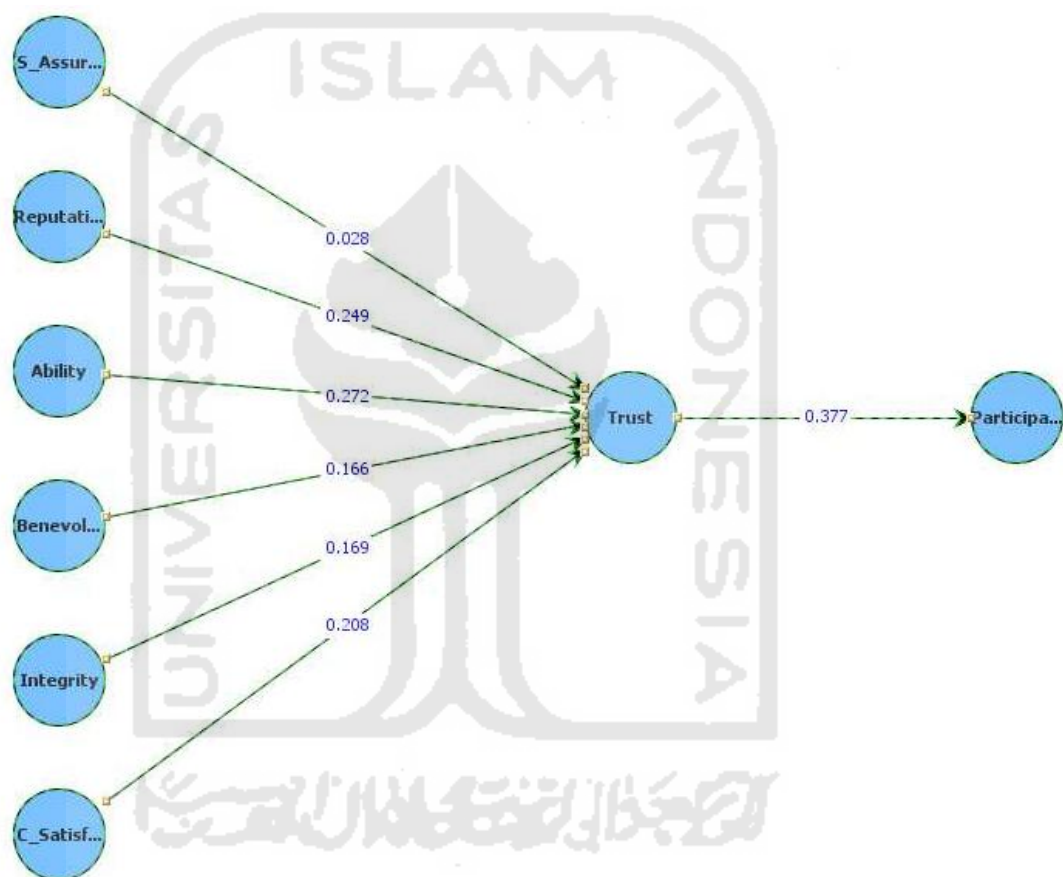 S_Assur...
ISLAM
UNIVERSITAS
INDONESIA
Reputati...
0.028
0.249
Ability
0.272
Trust
0.377
Participa...
0.166
Benevol...
0.169
0.208
Integrity
C_Satisf...